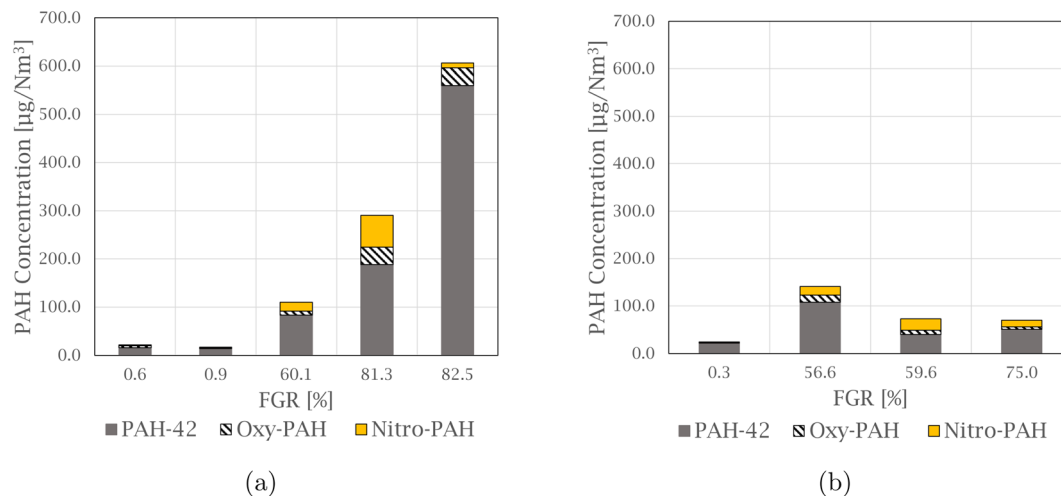 PAH Concentration [µg/Nm³]
700.0
600.0
500.0
400.0
300.0
200.0
100.0
0.0
0.6 0.9 60.1 81.3 82.5
FGR [%]
PAH-42 Oxy-PAH Nitro-PAH
(a)
PAH Concentration [µg/Nm³]
700.0
600.0
500.0
400.0
300.0
200.0
100.0
0.0
0.3 56.6 59.6 75.0
FGR [%]
PAH-42 Oxy-PAH Nitro-PAH
(b)